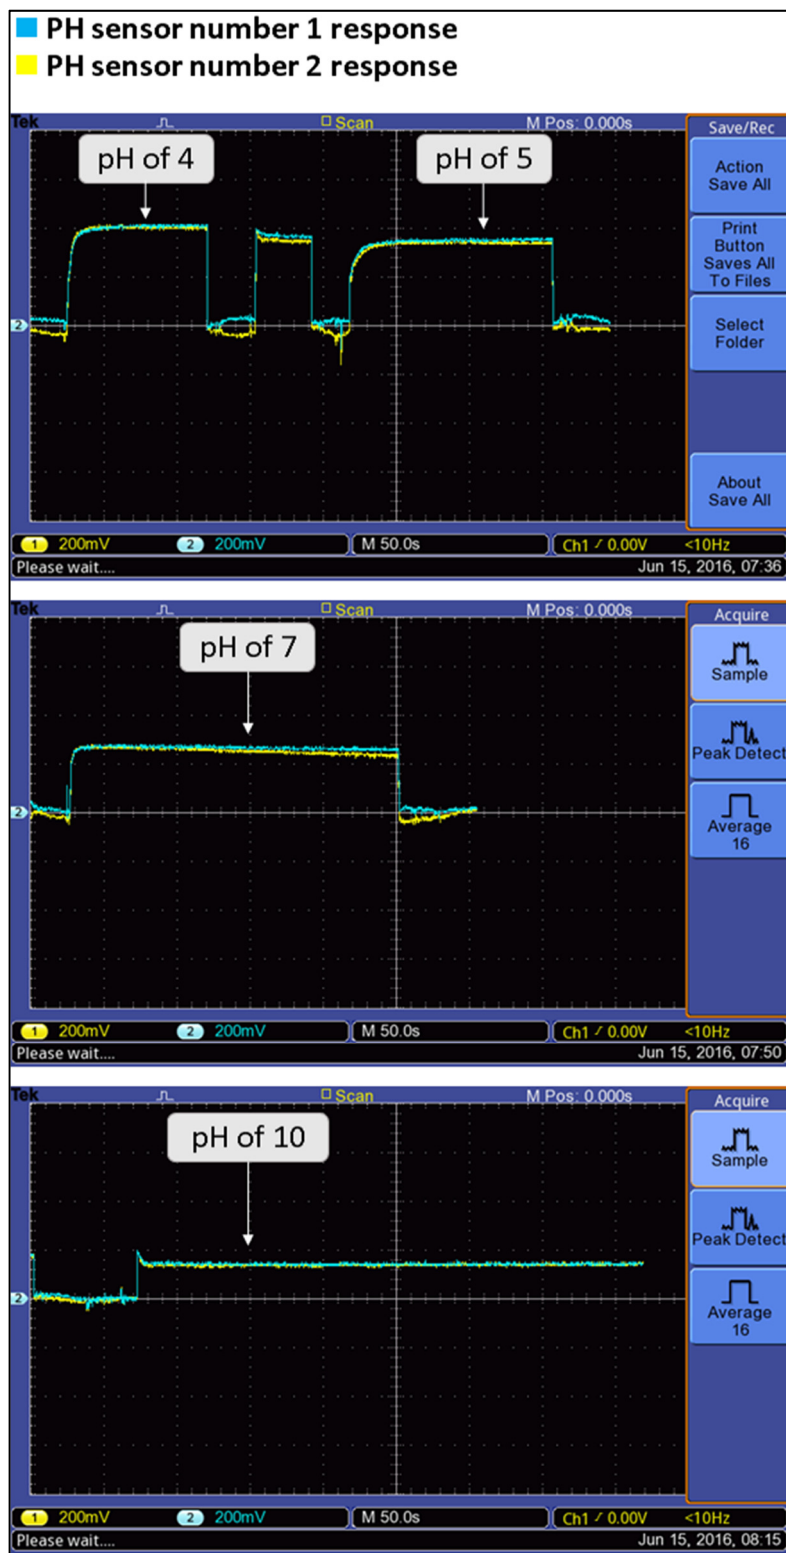 PH sensor number 1 response
PH sensor number 2 response
Tek Scan M Pos: 0.000s
Save/Rec
pH of 4
pH of 5
Action
Save All
Print
Button
Saves All
To Files
2
Select
Folder
About
Save All
1 200mV 2 200mV M 50.0s Ch1 0.00V <10Hz
Please wait.... Jun 15, 2016, 07:36
Tek Scan M Pos: 0.000s
Acquire
pH of 7
Sample
Peak Detect
2
Average
16
1 200mV 2 200mV M 50.0s Ch1 0.00V <10Hz
Please wait.... Jun 15, 2016, 07:50
Tek Scan M Pos: 0.000s
Acquire
pH of 10
Sample
Peak Detect
2
Average
16
1 200mV 2 200mV M 50.0s Ch1 0.00V <10Hz
Please wait.... Jun 15, 2016, 08:15